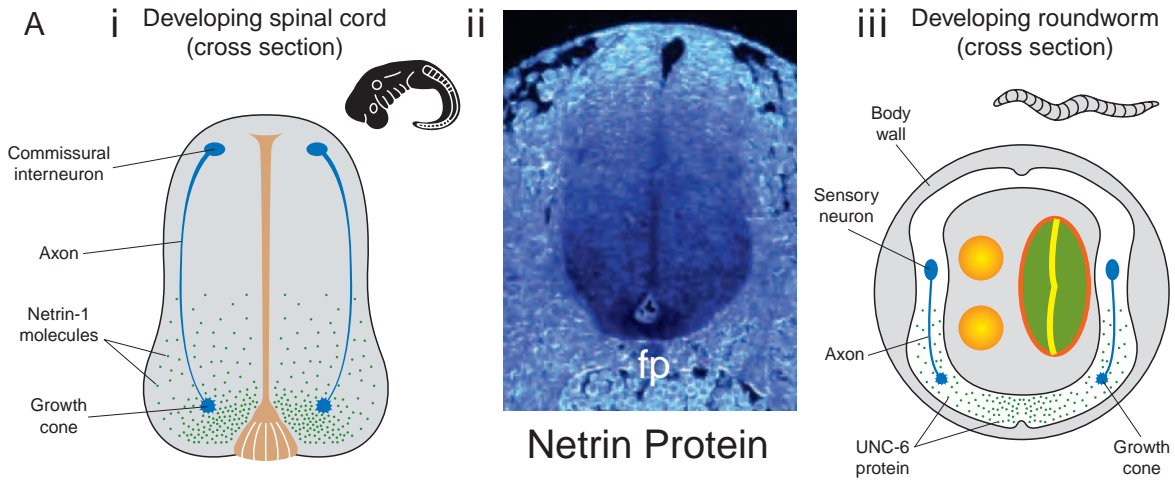 A
i
Developing spinal cord
(cross section)
Commissural
interneuron
Axon
Netrin-1
molecules
Growth
cone
ii
fp
Netrin Protein
iii
Developing roundworm
(cross section)
Body
wall
Sensory
neuron
Axon
UNC-6
protein
Growth
cone